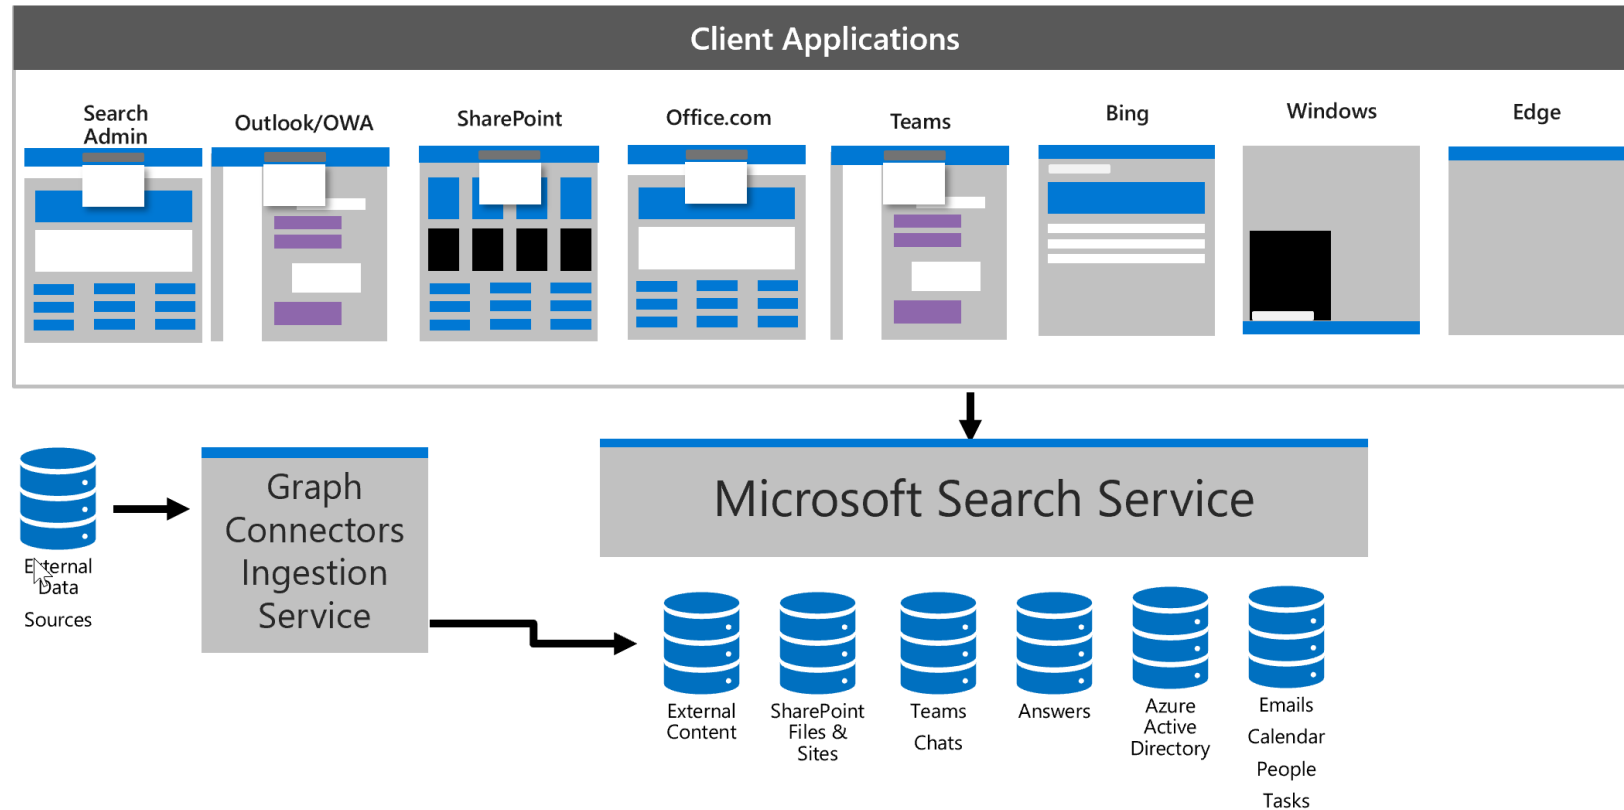 Client Applications
Search
Admin
Outlook/OWA
SharePoint
Office.com
Teams
Bing
Windows
Edge
External
Data
Sources
Graph
Connectors
Ingestion
Service
Microsoft Search Service
External
Content
SharePoint
Files &
Sites
Teams
Chats
Answers
Azure
Active
Directory
Emails
Calendar
People
Tasks